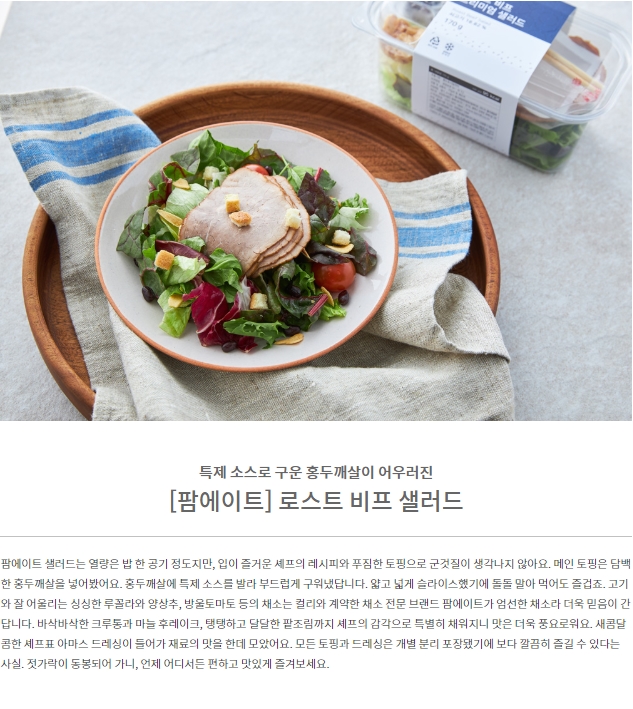 비프
프리미엄 샐러드
170 g
특제 소스로 구운 홍두깨살이 어우러진
[팜에이트] 로스트 비프 샐러드
팜에이트 샐러드는 열량은 밥 한 공기 정도지만, 입이 즐거운 셰프의 레시피와 푸짐한 토핑으로 군것질이 생각나지 않아요. 메인 토핑은 담백
한 홍두깨살을 넣어봤어요. 홍두깨살에 특제 소스를 발라 부드럽게 구워냈답니다. 얇고 넓게 슬라이스했기에 돌돌 말아 먹어도 즐겁죠. 고기
와 잘 어울리는 싱싱한 루꼴라와 양상추, 방울토마토 등의 채소는 컬리와 계약한 채소 전문 브랜드 팜에이트가 엄선한 채소라 더욱 믿음이 간
답니다. 바삭바삭한 크루통과 마늘 후레이크, 탱탱하고 달달한 팥조림까지 셰프의 감각으로 특별히 채워지니 맛은 더욱 풍요로워요. 새콤달
콤한 셰프표 아마스 드레싱이 들어가 재료의 맛을 한데 모았어요. 모든 토핑과 드레싱은 개별 분리 포장됐기에 보다 깔끔히 즐길 수 있다는
사실. 젓가락이 동봉되어 가니, 언제 어디서든 편하고 맛있게 즐겨보세요.